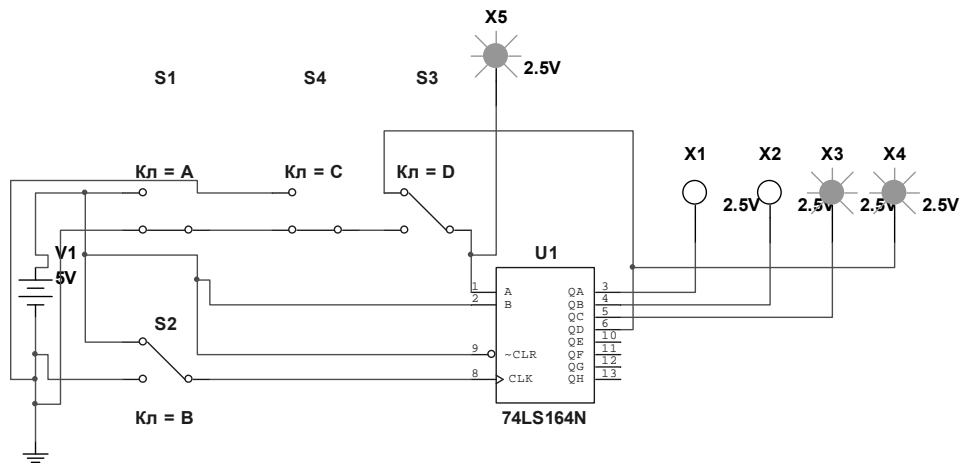 X5
2.5V
S1 S4 S3
X1 X2 X3 X4
Кл = A Кл = C Кл = D
2.5V 2.5V 2.5V 2.5V
V1
5V
U1
1 A QA 3
2 B QB 4
QC 5
QD 6
QE 10
9 ~CLR QF 11
QG 12
8 CLK QH 13
S2
Кл = B
74LS164N